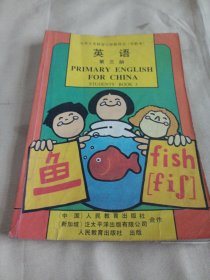 英语
第三册
PRIMARY ENGLISH
FOR CHINA
STUDENTS' BOOK 3
鱼
fish
[fiʃ]
中国 人民教育出版社
(新加坡)泛太平洋出版有限公司 合作
人民教育出版社 出版